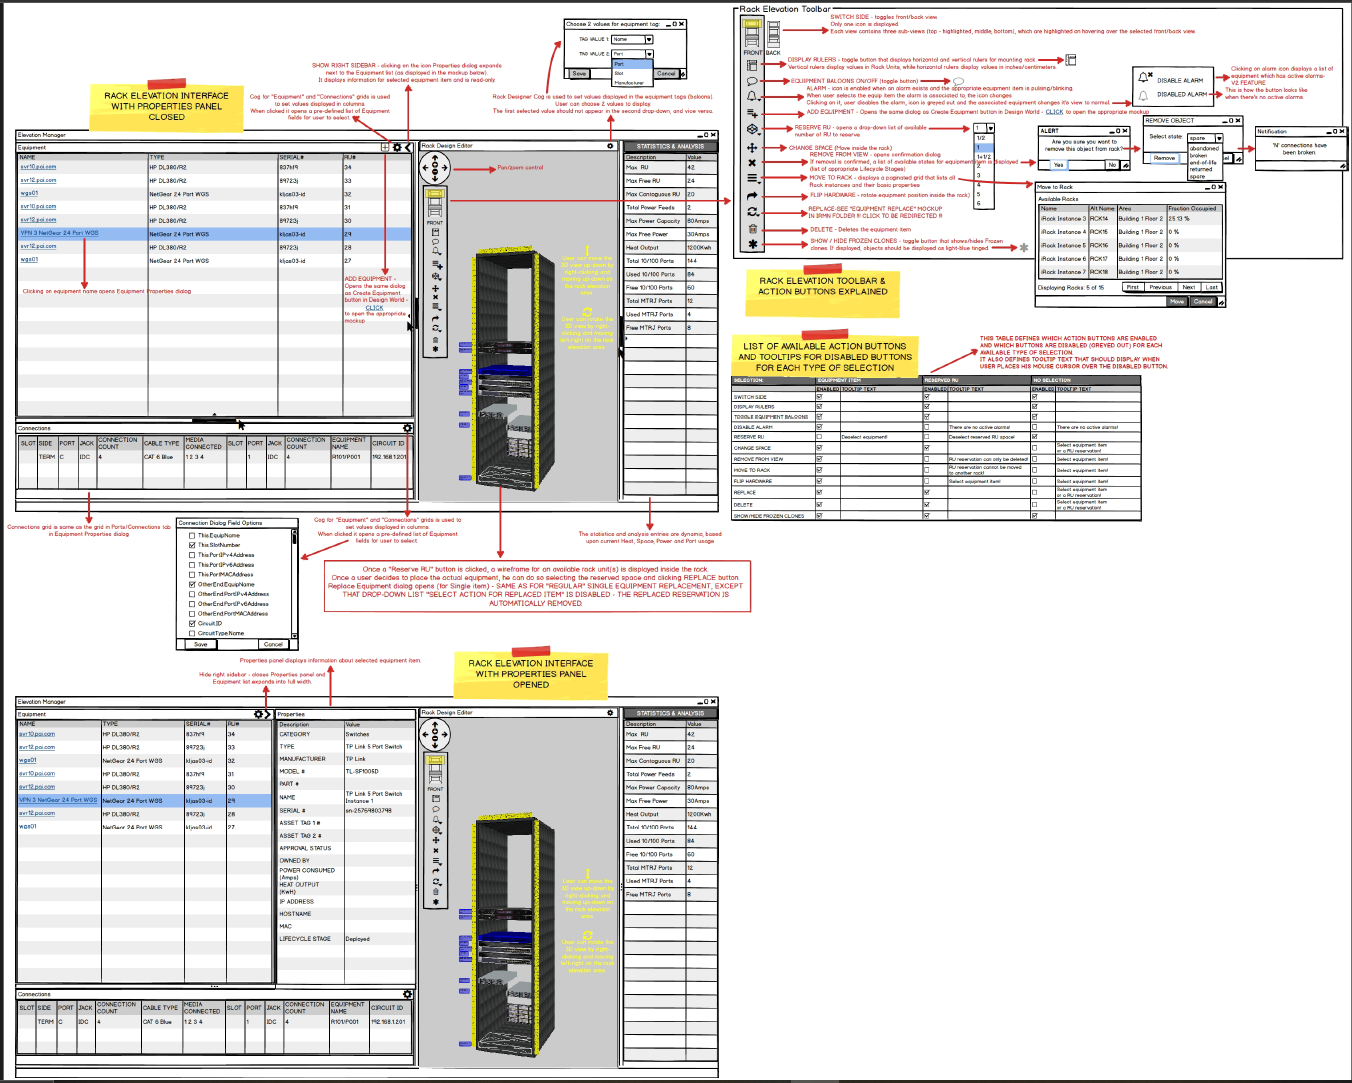 Choose 2 values for equipment tag:
TAG VALUE 1: Name
TAG VALUE 2: Port
Port
Slot
Manufacturer
Save Cancel
SHOW RIGHT SIDEBAR - clicking on the icon Properties dialog expands
next to the Equipment list (as displayed in the mockup below).
It displays information for selected equipment item and is read-only
RACK ELEVATION INTERFACE
WITH PROPERTIES PANEL
CLOSED
Cog for "Equipment" and "Connections" grids is used
to set values displayed in columns.
When clicked it opens a pre-defined list of Equipment
fields for user to select.
Rack Designer Cog is used to set values displayed in the equipment tags (baloons).
User can choose 2 values to display.
The first selected value should not appear in the second drop-down, and vice versa.
Elevation Manager
Equipment
NAME TYPE SERIAL# RU#
svr10.poi.com HP DL380/R2 837hf9 34
svr12.poi.com HP DL380/R2 89723j 33
wgs01 NetGear 24 Port WGS kljas03-id 32
svr10.poi.com HP DL380/R2 837hf9 31
svr12.poi.com HP DL380/R2 89723j 30
VPN 3 NetGear 24 Port WGS NetGear 24 Port WGS kljas03-id 29
svr12.poi.com HP DL380/R2 89723j 28
wgs01 NetGear 24 Port WGS kljas03-id 27
Clicking on equipment name opens Equipment Properties dialog
ADD EQUIPMENT -
Opens the same dialog
as Create Equipment
button in Design World -
CLICK
to open the appropriate
mockup
Rack Design Editor
Pan/zoom control
FRONT
User can move the
3D view up-down by
right-clicking and
moving up-down on
the rack elevation
area
User can rotate the
3D view by right-
clicking and moving
left-right on the rack
elevation area
STATISTICS & ANALYSIS
Description Value
Max. RU 42
Max Free RU 24
Max Contaguous RU 20
Total Power Feeds 2
Max Power Capacity 80Amps
Max Free Power 30Amps
Heat Output 1200Kwh
Total 10/100 Ports 144
Used 10/100 Ports 84
Free 10/100 Ports 60
Total MTRJ Ports 12
Used MTRJ Ports 4
Free MTRJ Ports 8
Connections
SLOT SIDE PORT JACK CONNECTION COUNT CABLE TYPE MEDIA CONNECTED SLOT PORT JACK CONNECTION COUNT EQUIPMENT NAME CIRCUIT ID
TERM C IDC 4 CAT 6 Blue 1 2 3 4 1 IDC 4 R101/P001 192.168.1.201
Connections grid is same as the grid in Ports/Connections tab
in Equipment Properties dialog
Connection Dialog Field Options
This.EquipName
This.SlotNumber
This.PortIPv4Address
This.PortIPv6Address
This.PortMACAddress
OtherEnd.EquipName
OtherEnd.PortIPv4Address
OtherEnd.PortIPv6Address
OtherEnd.PortMACAddress
Circuit.ID
Circuit.Type.Name
Save Cancel
Cog for "Equipment" and "Connections" grids is used to
set values displayed in columns.
When clicked it opens a pre-defined list of Equipment
fields for user to select.
The statistics and analysis entries are dynamic, based
upon current Heat, Space, Power and Port usage
Once a "Reserve RU" button is clicked, a wireframe for an available rack unit(s) is displayed inside the rack.
Once a user decides to place the actual equipment, he can do so selecting the reserved space and clicking REPLACE button.
Replace Equipment dialog opens (for Single item) - SAME AS FOR "REGULAR" SINGLE EQUIPMENT REPLACEMENT, EXCEPT
THAT DROP-DOWN LIST "SELECT ACTION FOR REPLACED ITEM" IS DISABLED - THE REPLACED RESERVATION IS
AUTOMATICALLY REMOVED.
Properties panel displays information about selected equipment item.
Hide right sidebar - closes Properties panel and
Equipment list expands into full width.
RACK ELEVATION INTERFACE
WITH PROPERTIES PANEL
OPENED
Elevation Manager
Equipment
NAME TYPE SERIAL# RU#
svr10.poi.com HP DL380/R2 837hf9 34
svr12.poi.com HP DL380/R2 89723j 33
wgs01 NetGear 24 Port WGS kljas03-id 32
svr10.poi.com HP DL380/R2 837hf9 31
svr12.poi.com HP DL380/R2 89723j 30
VPN 3 NetGear 24 Port WGS NetGear 24 Port WGS kljas03-id 29
svr12.poi.com HP DL380/R2 89723j 28
wgs01 NetGear 24 Port WGS kljas03-id 27
Properties
Description Value
CATEGORY Switches
TYPE TP Link 5 Port Switch
MANUFACTURER TP Link
MODEL # TL-SF1005D
PART #
NAME TP Link 5 Port Switch Instance 1
SERIAL # sn-25769803798
ASSET TAG 1 #
ASSET TAG 2 #
APPROVAL STATUS
OWNED BY
POWER CONSUMED (Amps)
HEAT OUTPUT (KwH)
IP ADDRESS
HOSTNAME
MAC
LIFECYCLE STAGE Deployed
Rack Design Editor
FRONT
User can move the
3D view up-down by
right-clicking and
moving up-down on
the rack elevation
area
User can rotate the
3D view by right-
clicking and moving
left-right on the rack
elevation area
STATISTICS & ANALYSIS
Description Value
Max. RU 42
Max Free RU 24
Max Contaguous RU 20
Total Power Feeds 2
Max Power Capacity 80Amps
Max Free Power 30Amps
Heat Output 1200Kwh
Total 10/100 Ports 144
Used 10/100 Ports 84
Free 10/100 Ports 60
Total MTRJ Ports 12
Used MTRJ Ports 4
Free MTRJ Ports 8
Connections
SLOT SIDE PORT JACK CONNECTION COUNT CABLE TYPE MEDIA CONNECTED SLOT PORT JACK CONNECTION COUNT EQUIPMENT NAME CIRCUIT ID
TERM C IDC 4 CAT 6 Blue 1 2 3 4 1 IDC 4 R101/P001 192.168.1.201
Rack Elevation Toolbar
FRONT BACK
SWITCH SIDE - toggles front/back view
Only one icon is displayed.
Each view contains three sub-views (top - highlighted, middle, bottom), which are highlighted on hovering over the selected front/back view.
DISPLAY RULERS - toggle button that displays horizontal and vertical rulers for mounting rack
Vertical rulers display values in Rack Units, while horizontal rulers display values in inches/centimeters.
EQUIPMENT BALOONS ON/OFF (toggle button)
ALARM - icon is enabled when an alarm exists and the appropriate equipment item is pulsing/blinking.
When user selects the equip item the alarm is associated to the icon changes
Clicking on it, user disables the alarm, icon is greyed out and the associated equipment changes it's view to normal.
DISABLE ALARM
DISABLED ALARM
Clicking on alarm icon displays a list of
equipment which has active alarms-
V2 FEATURE
This is how the button looks like
when there's no active alarms
ADD EQUIPMENT - Opens the same dialog as Create Equipment button in Design World - CLICK to open the appropriate mockup
RESERVE RU - opens a drop-down list of available
number of RU to reserve
1
1/2
1
1+1/2
2
3
4
5
6
CHANGE SPACE (Move inside the rack)
REMOVE FROM VIEW - opens confirmation dialog
If removal is confirmed, a list of available states for equipment item is displayed
(list of appropriate Lifecycle Stages)
MOVE TO RACK - displays a paginated grid that lists all
Rack instances and their basic properties
FLIP HARDWARE - rotate equipment position inside the rack)
REPLACE-SEE "EQUIPMENT REPLACE" MOCKUP
IN IRMN FOLDER !!! CLICK TO BE REDIRECTED !!!
DELETE - Deletes the equipment item
SHOW / HIDE FROZEN CLONES - toggle button that shows/hides Frozen
clones. If displayed, objects should be displayed as light-blue tinged
ALERT
Are you sure you want to
remove this object from rack?
Yes No
REMOVE OBJECT
Select state: spare
abandoned
broken
end-of-life
returned
spare
Remove
Notification
'N' connections have
been broken.
Move to Rack
Available Racks
Name Alt Name Area Fraction Occupied
iRack Instance 3 RCK14 Building 1 Floor 2 25.13 %
iRack Instance 4 RCK15 Building 1 Floor 2 0 %
iRack Instance 5 RCK16 Building 1 Floor 2 0 %
iRack Instance 6 RCK17 Building 1 Floor 2 0 %
iRack Instance 7 RCK18 Building 1 Floor 2 0 %
Displaying Racks: 5 of 15 First Previous Next Last
Move Cancel
RACK ELEVATION TOOLBAR &
ACTION BUTTONS EXPLAINED
LIST OF AVAILABLE ACTION BUTTONS
AND TOOLTIPS FOR DISABLED BUTTONS
FOR EACH TYPE OF SELECTION
THIS TABLE DEFINES WHICH ACTION BUTTONS ARE ENABLED
AND WHICH BUTTONS ARE DISABLED (GREYED OUT) FOR EACH
AVAILABLE TYPE OF SELECTION.
IT ALSO DEFINES TOOLTIP TEXT THAT SHOULD DISPLAY WHEN
USER PLACES HIS MOUSE CURSOR OVER THE DISABLED BUTTON.
SELECTION: EQUIPMENT ITEM RESERVED RU NO SELECTION
ENABLED TOOLTIP TEXT ENABLED TOOLTIP TEXT ENABLED TOOLTIP TEXT
SWITCH SIDE
DISPLAY RULERS
TOGGLE EQUIPMENT BALOONS
DISABLE ALARM There are no active alarms! There are no active alarms!
RESERVE RU Deselect equipment! Deselect reserved RU space!
CHANGE SPACE Select equipment item or a RU reservation!
REMOVE FROM VIEW RU reservation can only be deleted! Select equipment item!
MOVE TO RACK RU reservation cannot be moved to another rack! Select equipment item!
FLIP HARDWARE Select equipment item! Select equipment item!
REPLACE Select equipment item or a RU reservation!
DELETE Select equipment item or a RU reservation!
SHOW/HIDE FROZEN CLONES